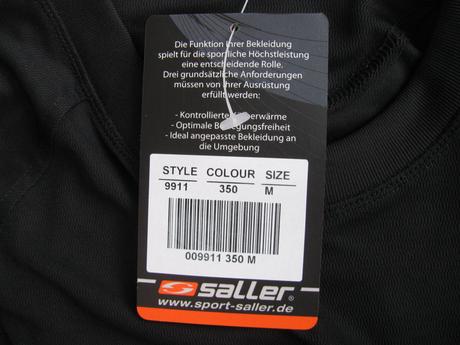 Die Funktion Ihrer Bekleidung
spielt für die sportliche Höchstleistung
eine entscheidende Rolle.
Drei grundsätzliche Anforderungen
müssen von Ihrer Ausrüstung
erfüllt werden:
- Kontrollierte Körperwärme
- Optimale Bewegungsfreiheit
- Ideal angepasste Bekleidung an
die Umgebung
STYLE COLOUR SIZE
9911 350 M
009911 350 M
saller®
www.sport-saller.de